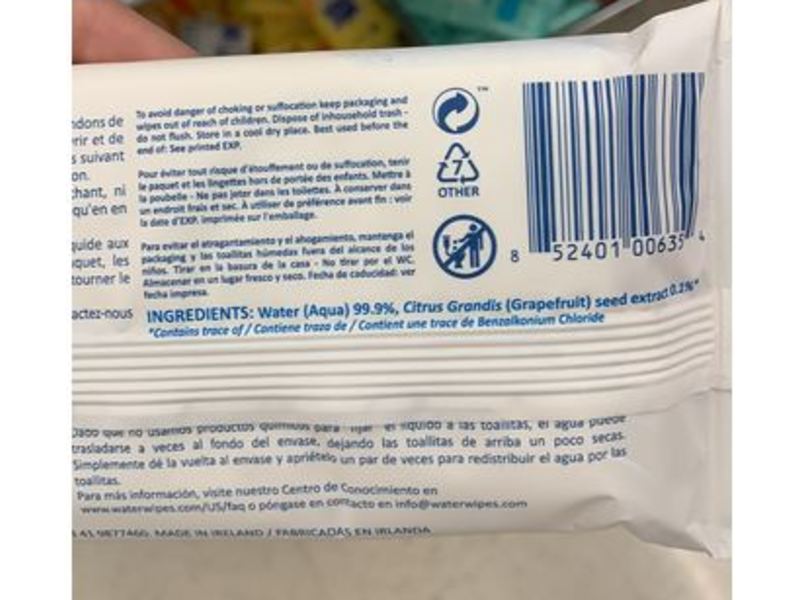 ndons de
rir et de
s suivant
on.
chant, ni
qu'en en
quide aux
quet, les
tourner le
actez-nous
To avoid danger of choking or suffocation keep packaging and
wipes out of reach of children. Dispose of inhousehold trash -
do not flush. Store in a cool dry place. Best used before the
end of: See printed EXP.
Pour éviter tout risque d'étouffement ou de suffocation, tenir
le paquet et les lingettes hors de portée des enfants. Mettre à
la poubelle - Ne pas jeter dans les toilettes. À conserver dans
un endroit frais et sec. À utiliser de préférence avant fin : voir
la date d'EXP. imprimée sur l'emballage.
Para evitar el atragantamiento y el ahogamiento, mantenga el
packaging y las toallitas húmedas fuera del alcance de los
niños. Tirar en la basura de la casa - No tirar por el WC.
Almacenar en un lugar fresco y seco. Fecha de caducidad: ver
fecha impresa.
TM
7
OTHER
8 52401 00635 4
INGREDIENTS: Water (Aqua) 99.9%, Citrus Grandis (Grapefruit) seed extract 0.1%*
*Contains trace of / Contiene traza de / Contient une trace de Benzalkonium Chloride
Dado que no usamos productos químicos para fijar el líquido a las toallitas, el agua puede
trasladarse a veces al fondo del envase, dejando las toallitas de arriba un poco secas.
Simplemente dé la vuelta al envase y apriételo un par de veces para redistribuir el agua por las
toallitas.
Para más información, visite nuestro Centro de Conocimiento en
www.waterwipes.com/US/faq o póngase en contacto en info@waterwipes.com
MADE IN IRELAND / FABRICADAS EN IRLANDA